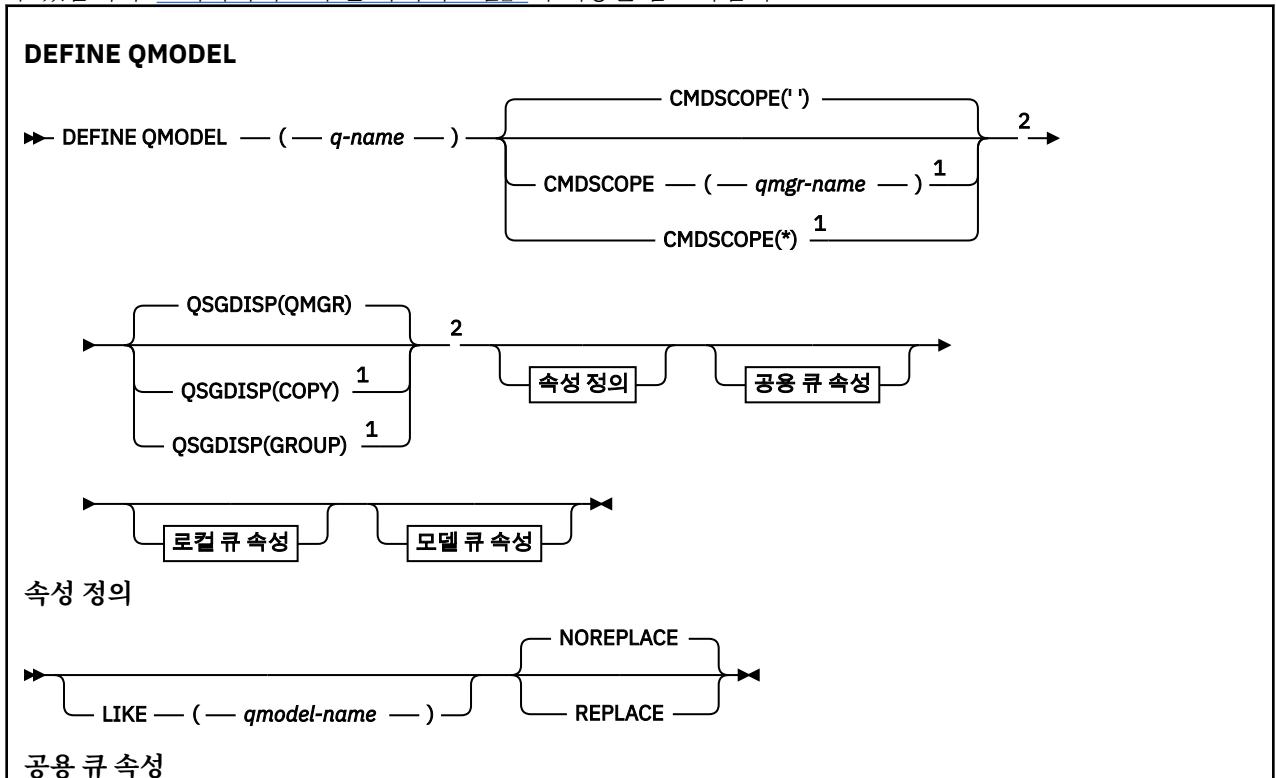 DEFINE QMODEL
CMDSCOPE(' ')
DEFINE QMODEL ( q-name ) 2
CMDSCOPE ( qmgr-name ) 1
CMDSCOPE(*) 1
QSGDISP(QMGR)
2
QSGDISP(COPY) 1 속성 정의 공용 큐 속성
QSGDISP(GROUP) 1
로컬 큐 속성 모델 큐 속성
속성 정의
NOREPLACE
LIKE ( qmodel-name ) REPLACE
공용 큐 속성